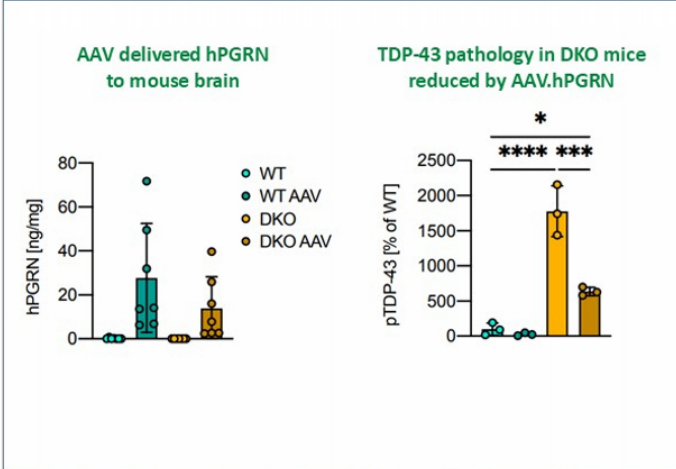 AAV delivered hPGRN
to mouse brain
hPGRN [ng/mg]
80
60
40
20
0
WT
WT AAV
DKO
DKO AAV
TDP-43 pathology in DKO mice
reduced by AAV.hPGRN
*
**** ***
pTDP-43 [% of WT]
2500
2000
1500
1000
500
0